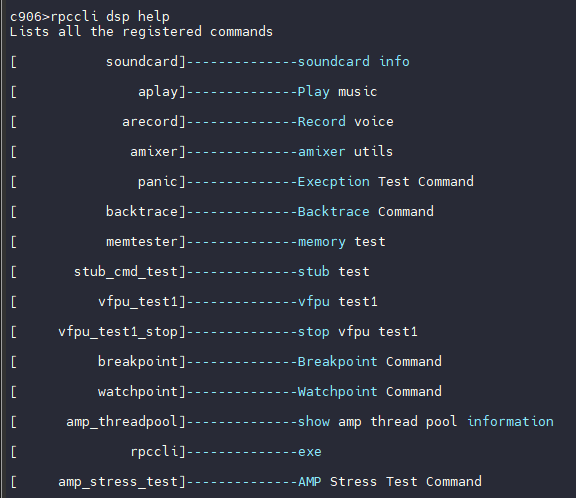 c906>rpccli dsp help
Lists all the registered commands
[           soundcard]--------------soundcard info
[               aplay]--------------Play music
[             arecord]--------------Record voice
[              amixer]--------------amixer utils
[               panic]--------------Execption Test Command
[           backtrace]--------------Backtrace Command
[           memtester]--------------memory test
[       stub_cmd_test]--------------stub test
[          vfpu_test1]--------------vfpu test1
[     vfpu_test1_stop]--------------stop vfpu test1
[          breakpoint]--------------Breakpoint Command
[          watchpoint]--------------Watchpoint Command
[      amp_threadpool]--------------show amp thread pool information
[              rpccli]--------------exe
[     amp_stress_test]--------------AMP Stress Test Command